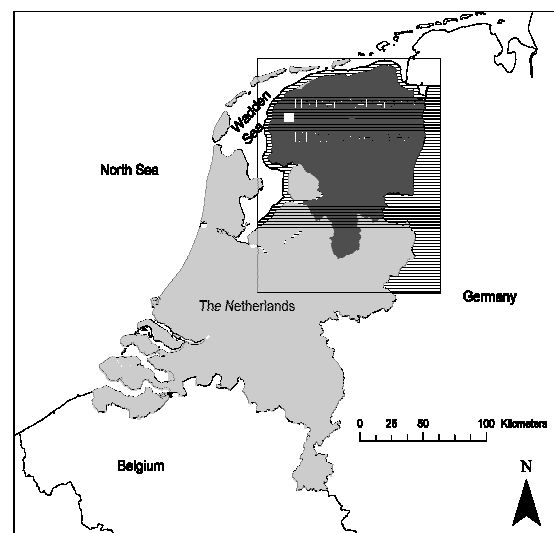 Wadden
Sea
North Sea
The Netherlands
Germany
0 25 50 100 Kilometers
Belgium
N